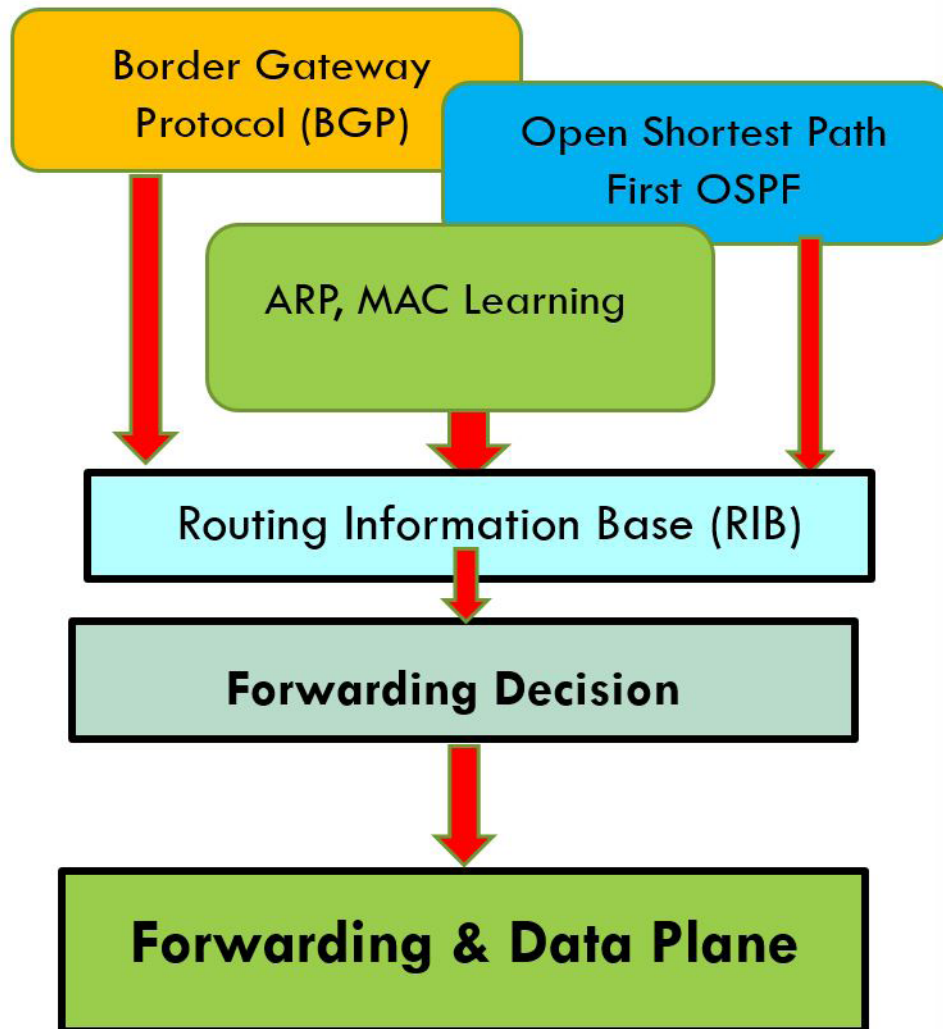 Border Gateway
Protocol (BGP)
Open Shortest Path
First OSPF
ARP, MAC Learning
Routing Information Base (RIB)
Forwarding Decision
Forwarding & Data Plane